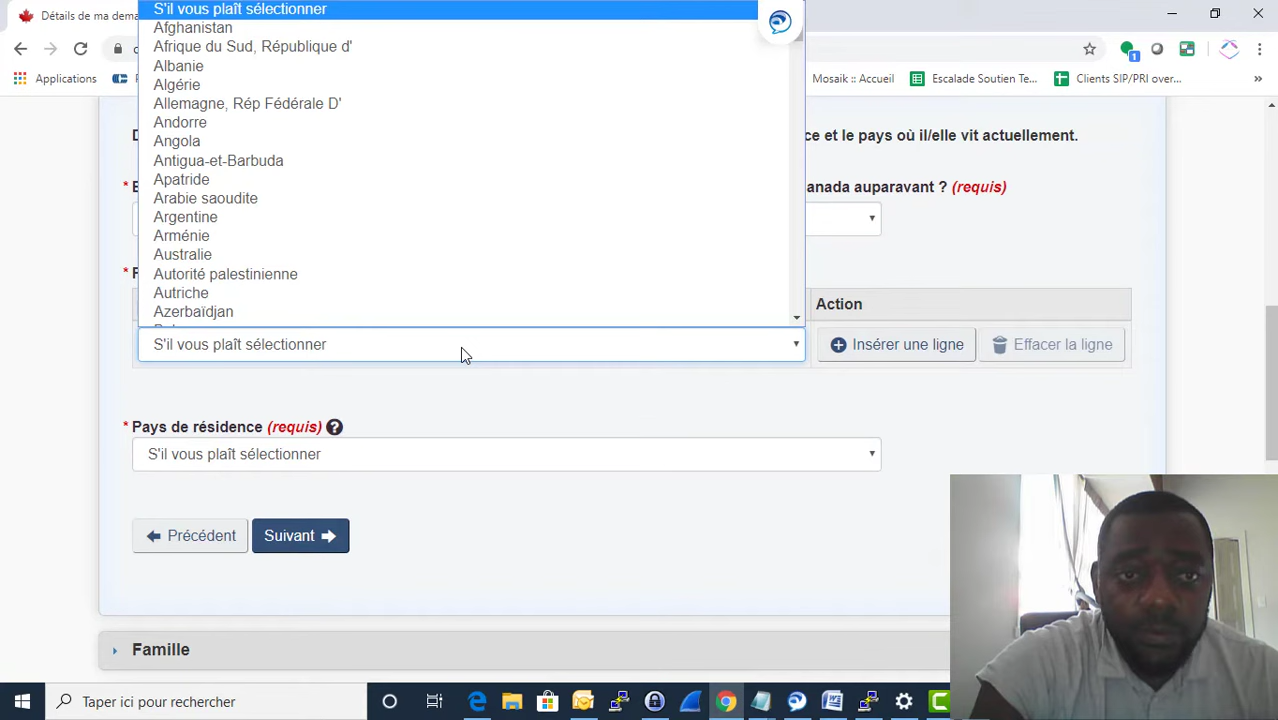 Détails de ma dema
S'il vous plaît sélectionner
Afghanistan
Afrique du Sud, République d'
Albanie
Algérie
Allemagne, Rép Fédérale D'
Andorre
Angola
Antigua-et-Barbuda
Apatride
Arabie saoudite
Argentine
Arménie
Australie
Autorité palestinienne
Autriche
Azerbaïdjan
1
Applications
Mosaik :: Accueil
Escalade Soutien Te...
Clients SIP/PRI over...
»
ce et le pays où il/elle vit actuellement.
anada auparavant ? (requis)
Action
S'il vous plaît sélectionner
Insérer une ligne
Effacer la ligne
* Pays de résidence (requis) ?
S'il vous plaît sélectionner
Précédent
Suivant
Famille
Taper ici pour rechercher